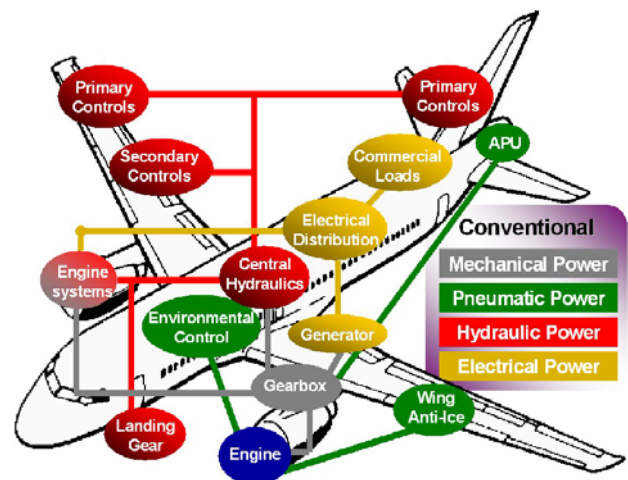 Primary
Controls
Primary
Controls
APU
Secondary
Controls
Commercial
Loads
Electrical
Distribution
Conventional
Mechanical Power
Pneumatic Power
Hydraulic Power
Electrical Power
Engine
systems
Central
Hydraulics
Environmental
Control
Generator
Gearbox
Wing
Anti-Ice
Landing
Gear
Engine